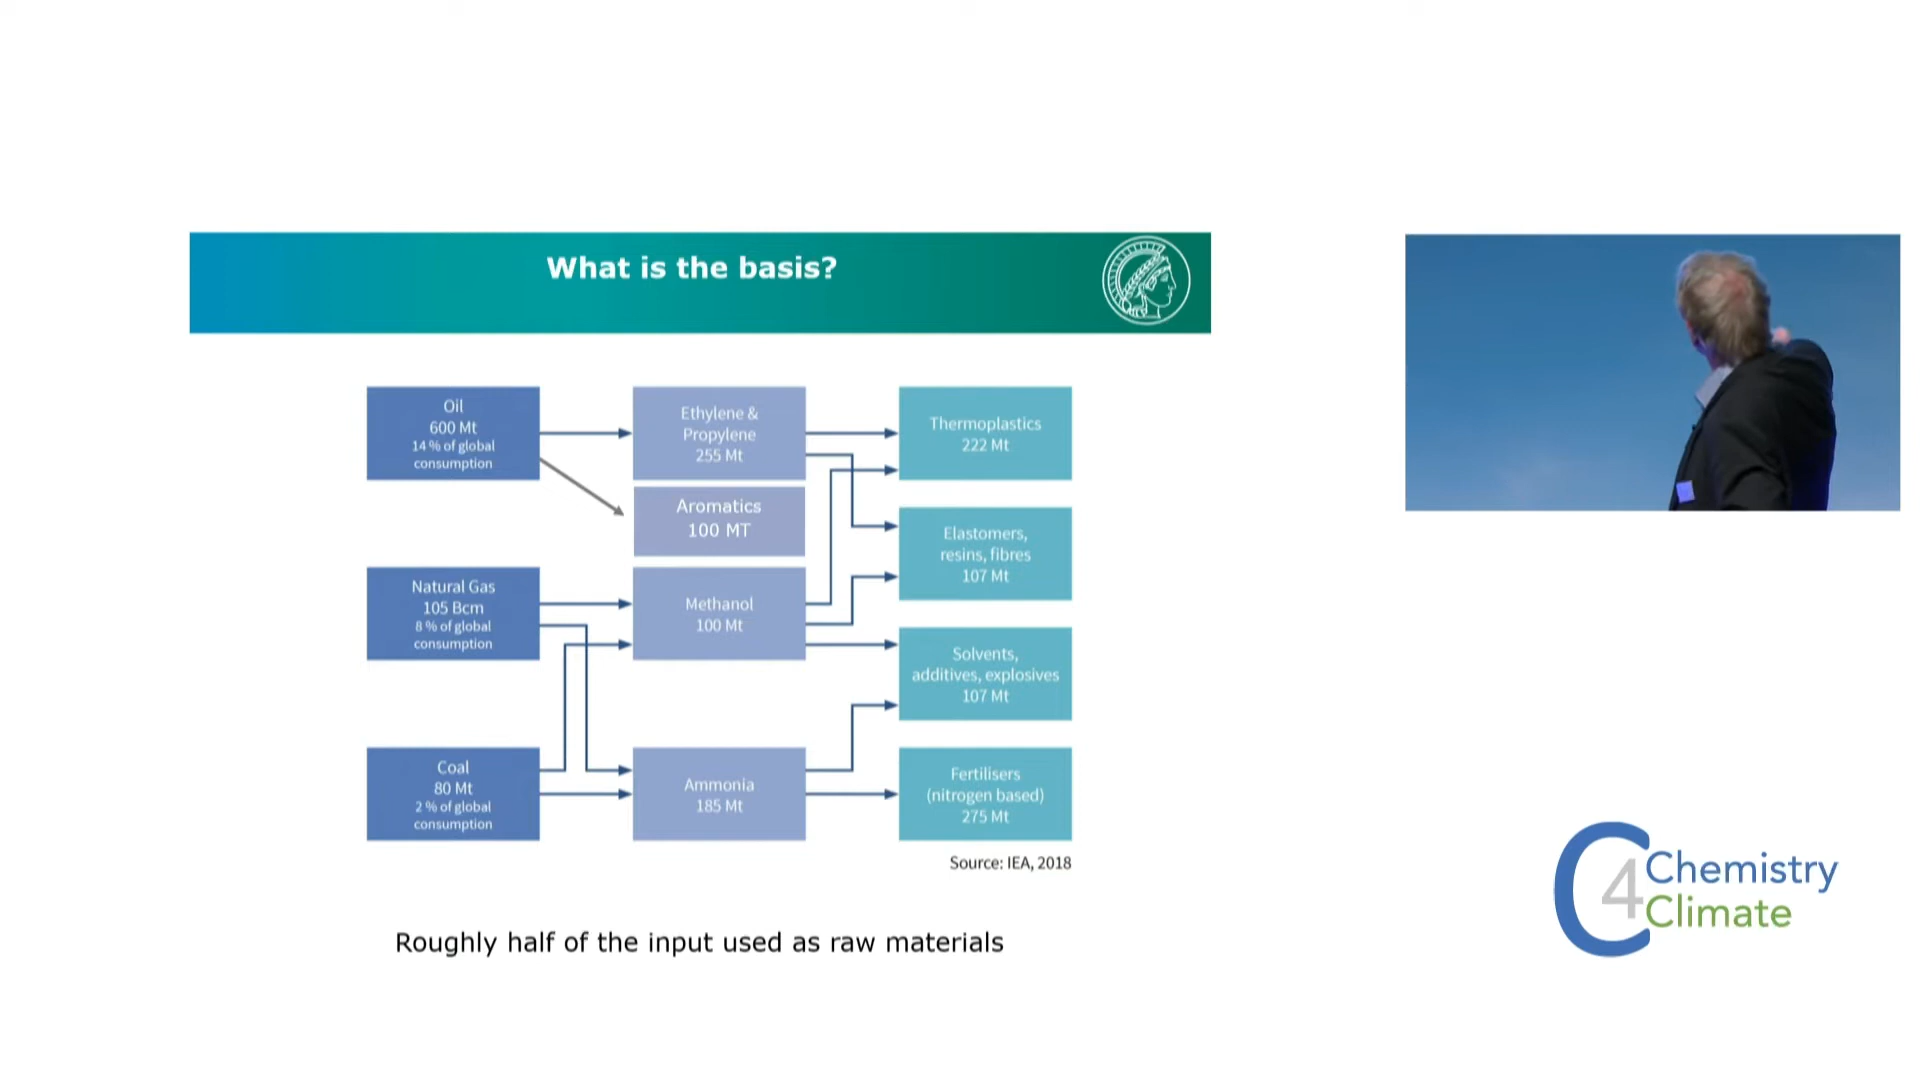 What is the basis?
Oil
600 Mt
14 % of global
consumption
Ethylene &
Propylene
255 Mt
Thermoplastics
222 Mt
Aromatics
100 MT
Elastomers,
resins, fibres
107 Mt
Natural Gas
105 Bcm
8 % of global
consumption
Methanol
100 Mt
Solvents,
additives, explosives
107 Mt
Coal
80 Mt
2 % of global
consumption
Ammonia
185 Mt
Fertilisers
(nitrogen based)
275 Mt
Source: IEA, 2018
Roughly half of the input used as raw materials
C4 Chemistry
Climate